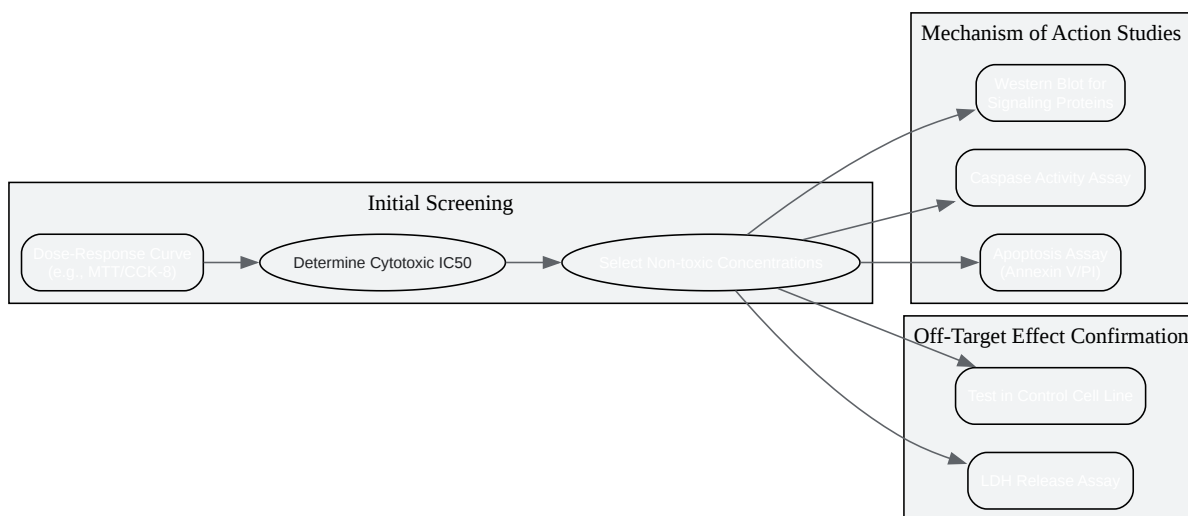 Initial Screening
Dose-Response Curve
(e.g., MTT/CCK-8)
Determine Cytotoxic IC50
Select Non-toxic Concentrations
Mechanism of Action Studies
Western Blot for
Signaling Proteins
Caspase Activity Assay
Apoptosis Assay
(Annexin V/PI)
Off-Target Effect Confirmation
Test in Control Cell Line
LDH Release Assay